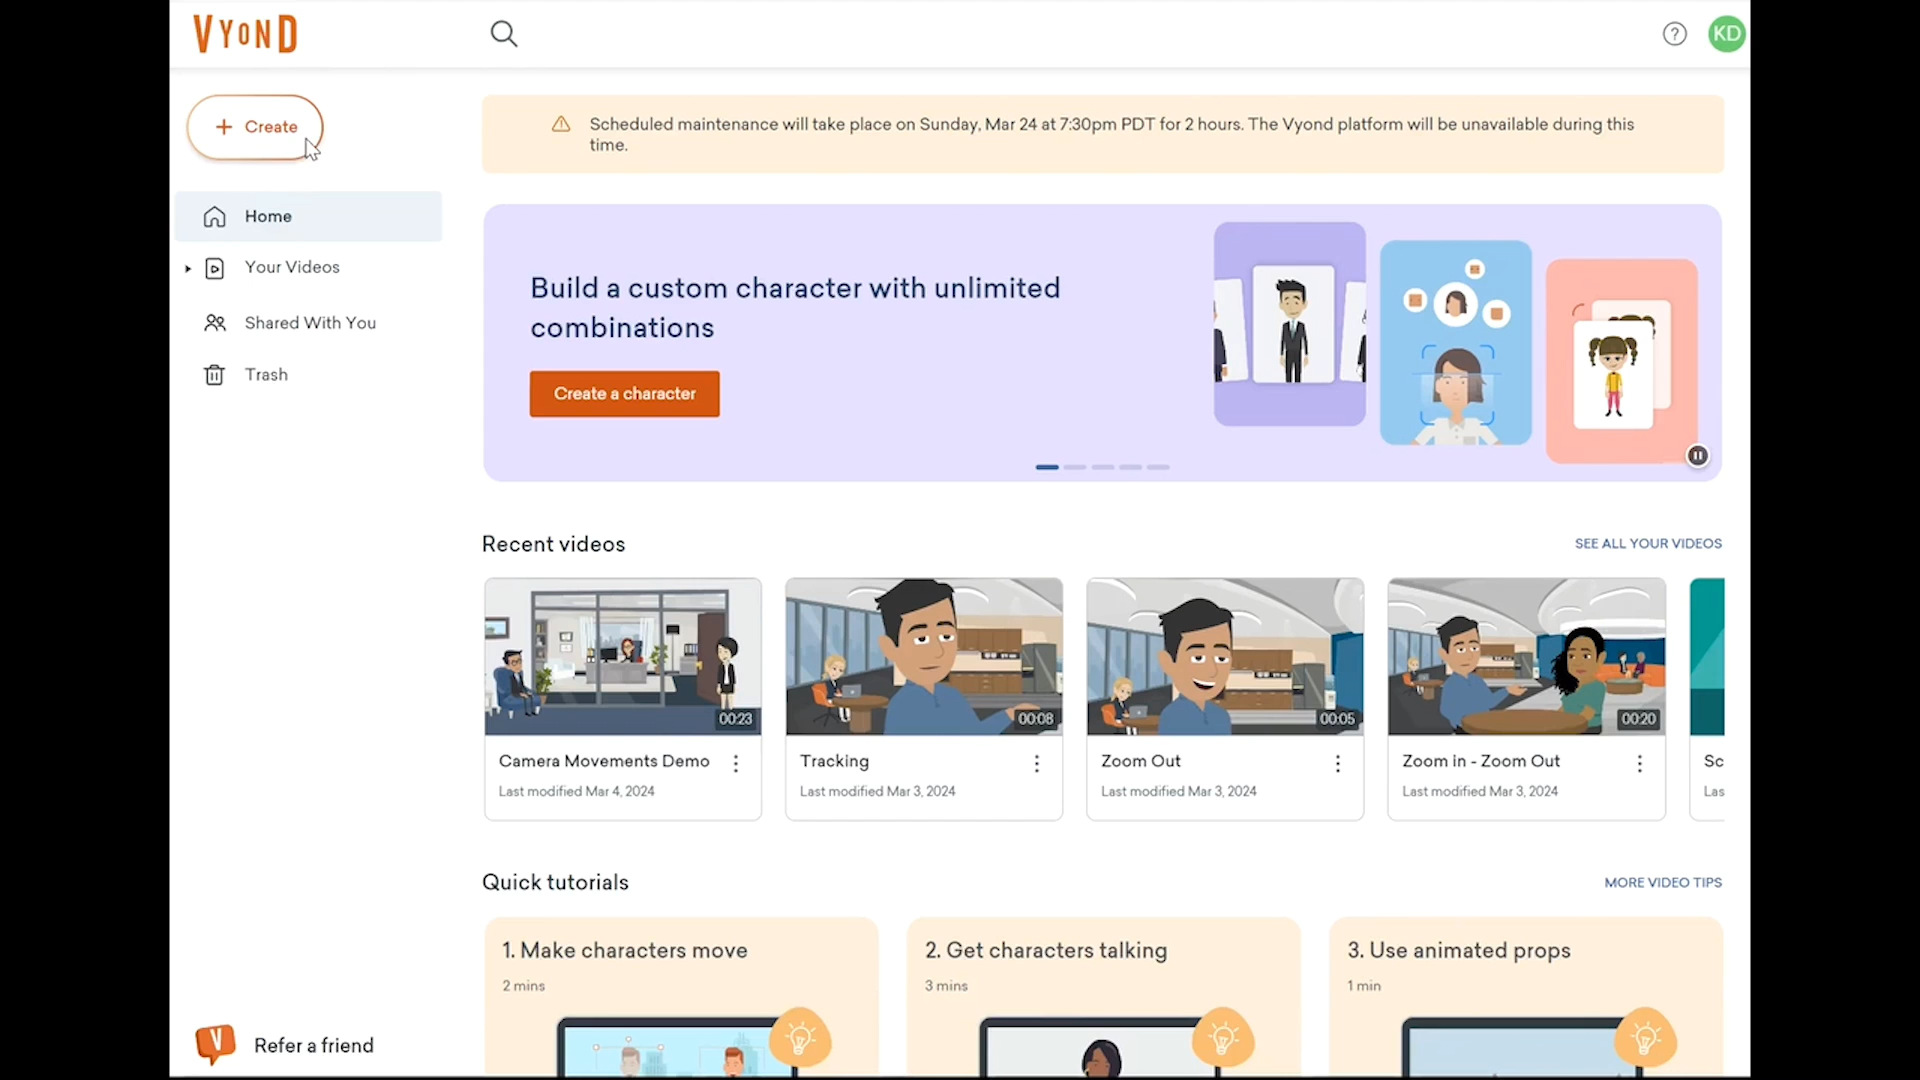 VYOND
KD
+ Create
Scheduled maintenance will take place on Sunday, Mar 24 at 7:30pm PDT for 2 hours. The Vyond platform will be unavailable during this
time.
Home
Your Videos
Shared With You
Trash
Build a custom character with unlimited
combinations
Create a character
Recent videos
SEE ALL YOUR VIDEOS
00:23
00:08
00:05
00:20
Camera Movements Demo
Last modified Mar 4, 2024
Tracking
Last modified Mar 3, 2024
Zoom Out
Last modified Mar 3, 2024
Zoom in - Zoom Out
Last modified Mar 3, 2024
Sc
Las
Quick tutorials
MORE VIDEO TIPS
1. Make characters move
2 mins
2. Get characters talking
3 mins
3. Use animated props
1 min
V
Refer a friend